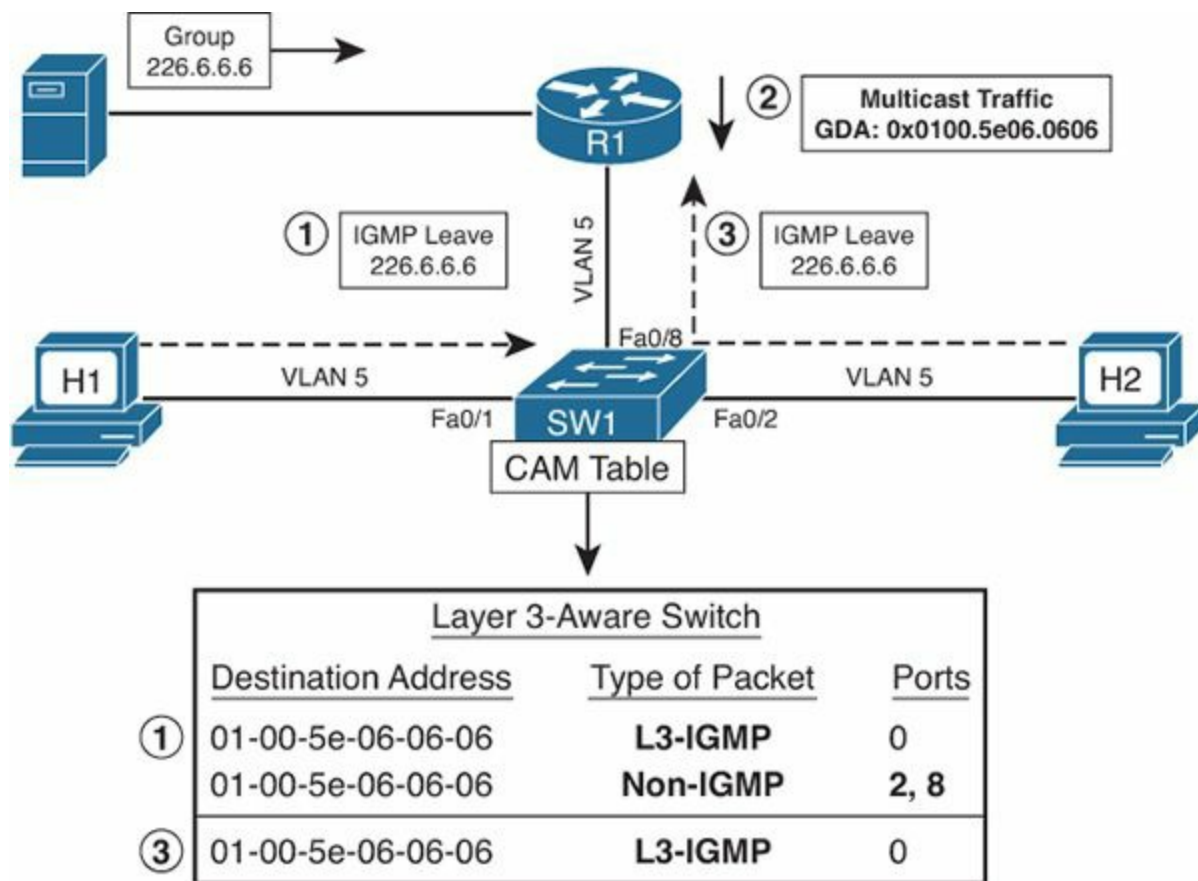 Group
226.6.6.6
R1
2
Multicast Traffic
GDA: 0x0100.5e06.0606
1
IGMP Leave
226.6.6.6
VLAN 5
3
IGMP Leave
226.6.6.6
Fa0/8
H1
VLAN 5
VLAN 5
H2
Fa0/1
SW1
Fa0/2
CAM Table
Layer 3-Aware Switch
Destination Address Type of Packet Ports
1 01-00-5e-06-06-06 L3-IGMP 0
01-00-5e-06-06-06 Non-IGMP 2, 8
3 01-00-5e-06-06-06 L3-IGMP 0